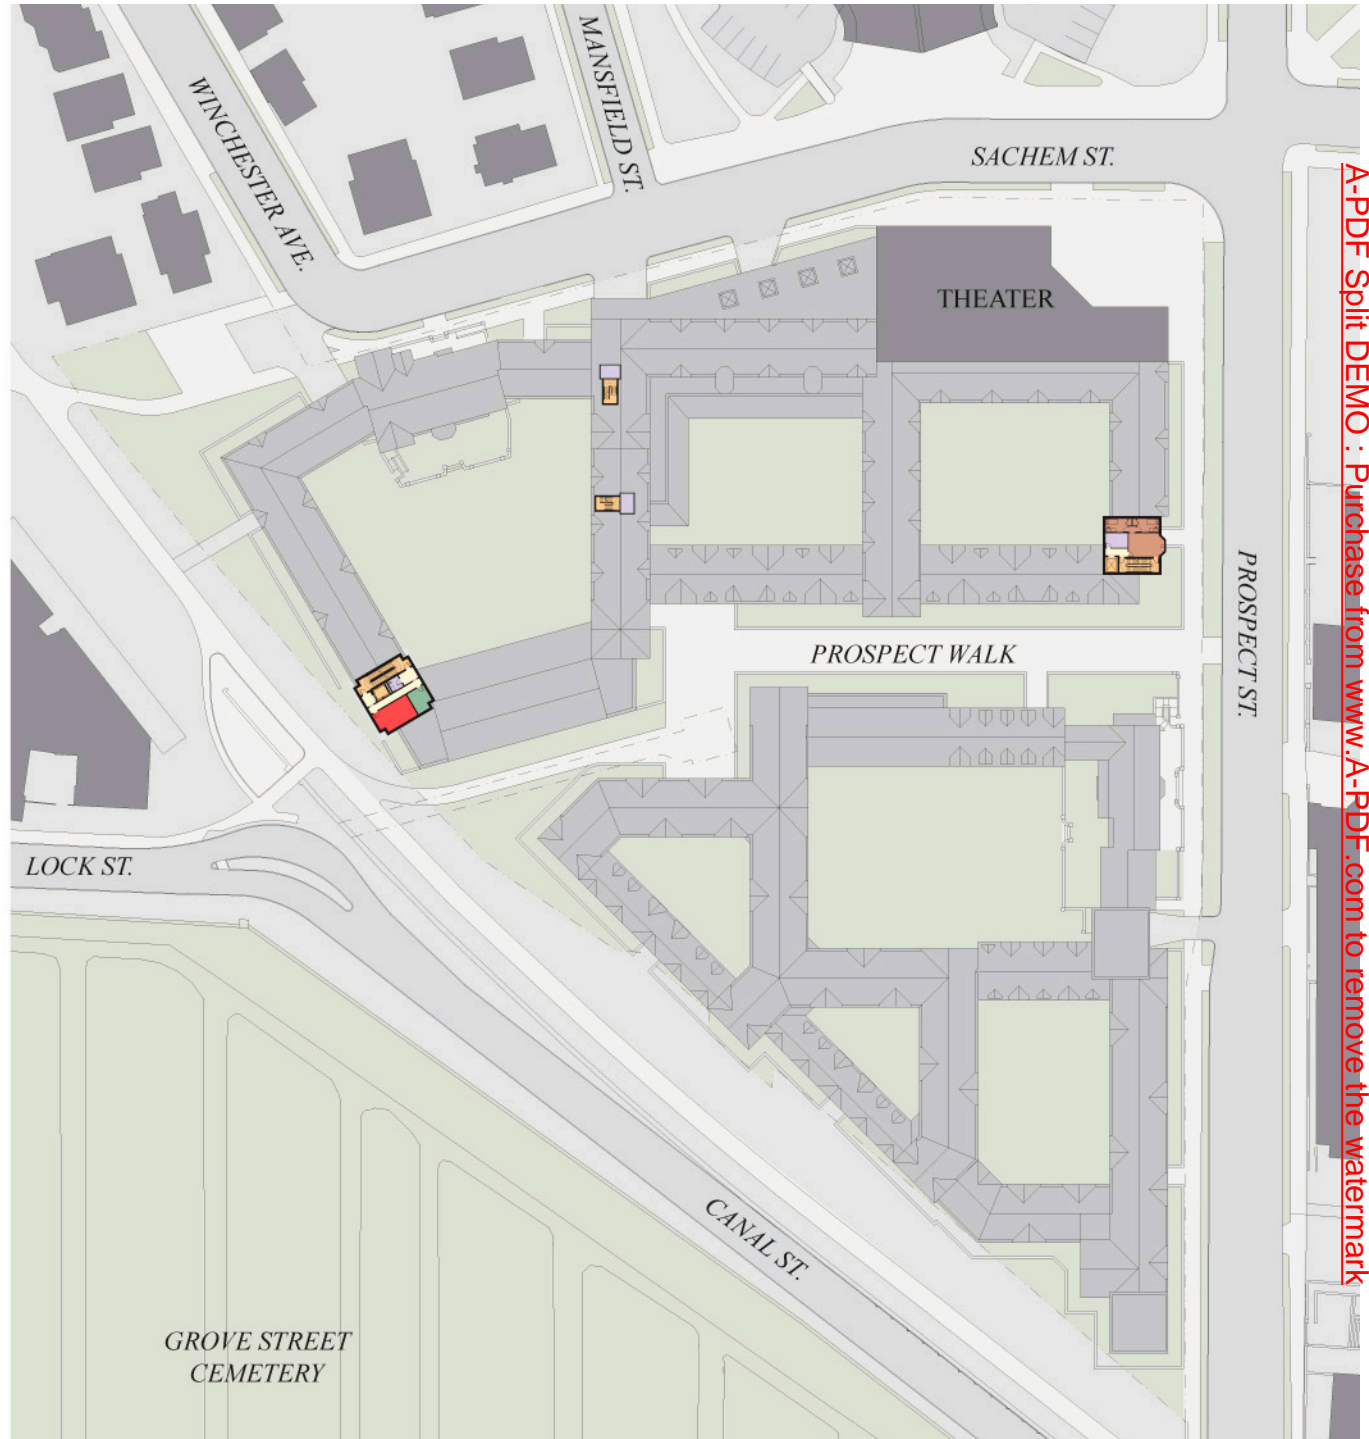 MANSFIELD ST.
WINCHESTER AVE.
SACHEM ST.
THEATER
PROSPECT ST.
PROSPECT WALK
LOCK ST.
CANAL ST.
GROVE STREET
CEMETERY
A-PDF Split DEMO : Purchase from www.A-PDF.com to remove the watermark